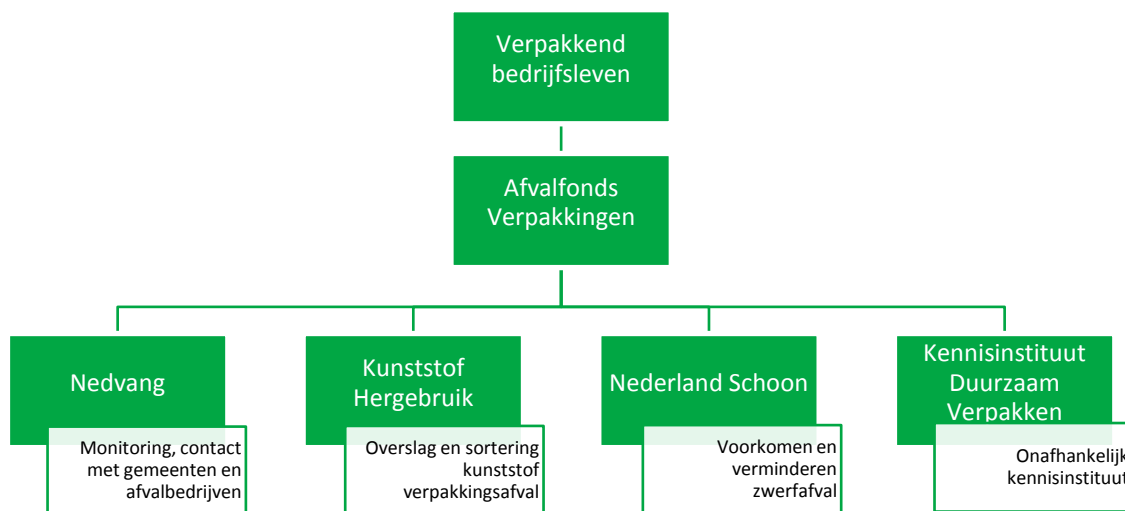 Verpakkend
bedrijfsleven
Afvalfonds
Verpakkingen
Nedvang
Monitoring, contact
met gemeenten en
afvalbedrijven
Kunststof
Hergebruik
Overslag en sortering
kunststof
verpakkingsafval
Nederland Schoon
Voorkomen en
verminderen
zwerfafval
Kennisinstituut
Duurzaam
Verpakken
Onafhankelijk
kennisinstituut